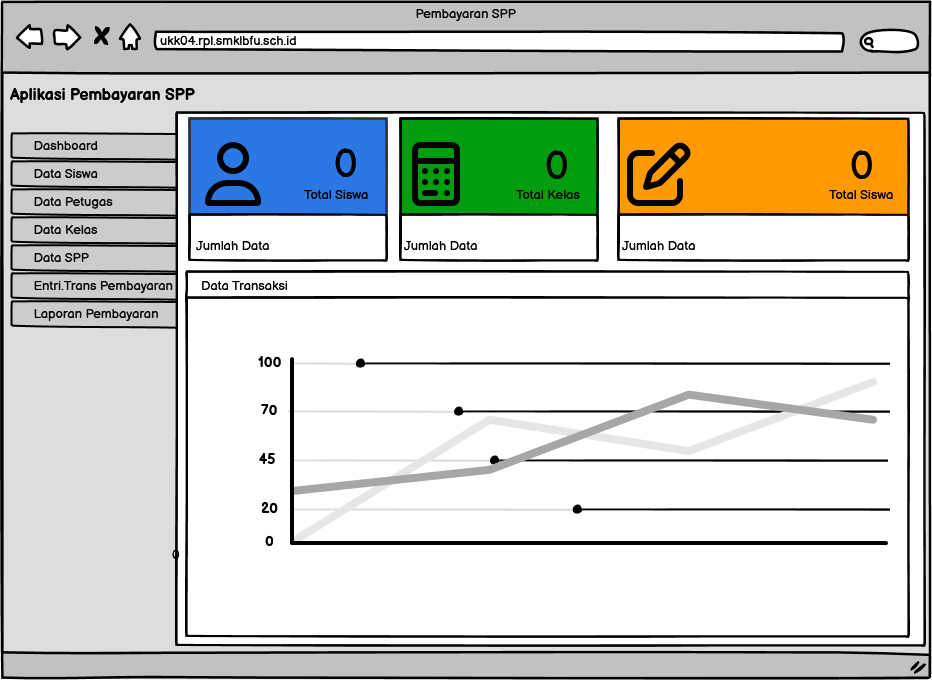 Pembayaran SPP
ukk04.rpl.smklbfu.sch.id
Aplikasi Pembayaran SPP
Dashboard
Data Siswa
Data Petugas
Data Kelas
Data SPP
Entri.Trans Pembayaran
Laporan Pembayaran
0
Total Siswa
Jumlah Data
0
Total Kelas
Jumlah Data
0
Total Siswa
Jumlah Data
Data Transaksi
100
70
45
20
0
0